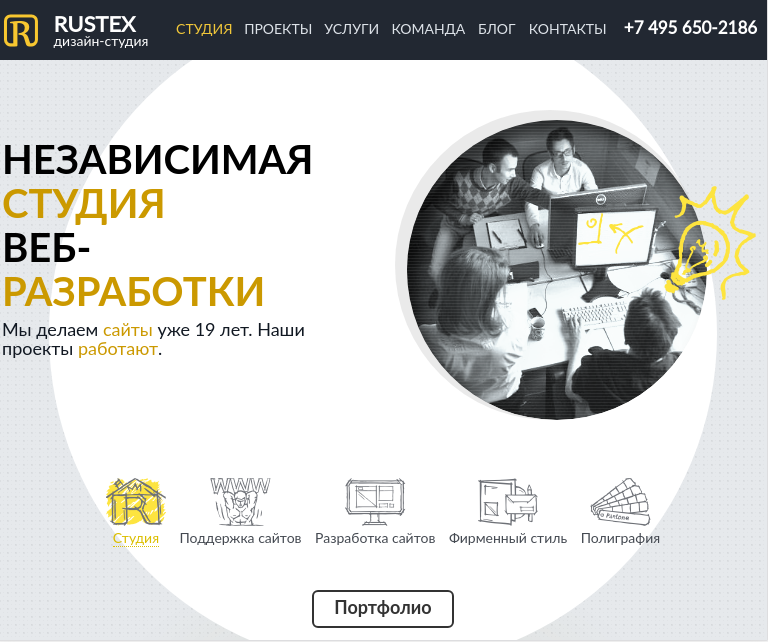 RUSTEX
дизайн-студия
СТУДИЯ ПРОЕКТЫ УСЛУГИ КОМАНДА БЛОГ КОНТАКТЫ +7 495 650-2186
НЕЗАВИСИМАЯ
СТУДИЯ
ВЕБ-
РАЗРАБОТКИ
Мы делаем сайты уже 19 лет. Наши
проекты работают.
WWW
Pantone
Студия Поддержка сайтов Разработка сайтов Фирменный стиль Полиграфия
Портфолио